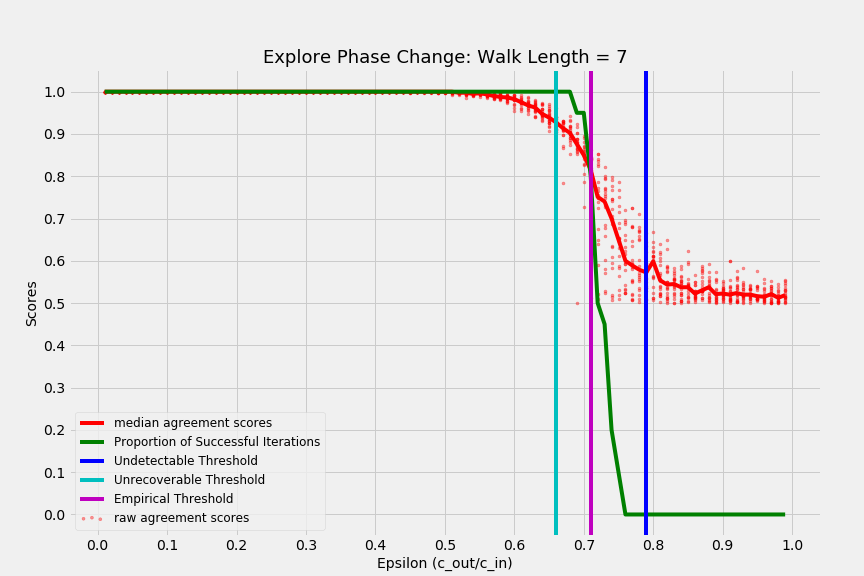 Explore Phase Change: Walk Length = 7
Scores
1.0
0.9
0.8
0.7
0.6
0.5
0.4
0.3
0.2
0.1
0.0
median agreement scores
Proportion of Successful Iterations
Undetectable Threshold
Unrecoverable Threshold
Empirical Threshold
raw agreement scores
0.0 0.1 0.2 0.3 0.4 0.5 0.6 0.7 0.8 0.9 1.0
Epsilon (c_out/c_in)